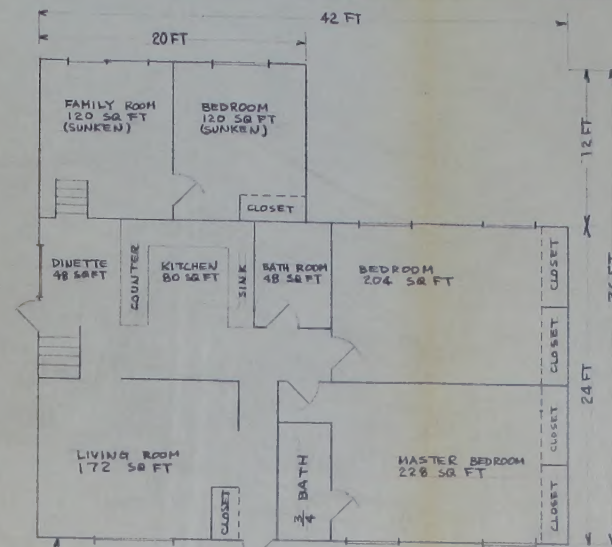 42 FT
20 FT
FAMILY ROOM
120 SQ FT
(SUNKEN)
BEDROOM
120 SQ FT
(SUNKEN)
12 FT
CLOSET
DINETTE
48 SQ FT
COUNTER
KITCHEN
80 SQ FT
SINK
BATH ROOM
48 SQ FT
BEDROOM
204 SQ FT
CLOSET
CLOSET
24 FT
LIVING ROOM
172 SQ FT
CLOSET
3/4 BATH
MASTER BEDROOM
228 SQ FT
CLOSET
CLOSET